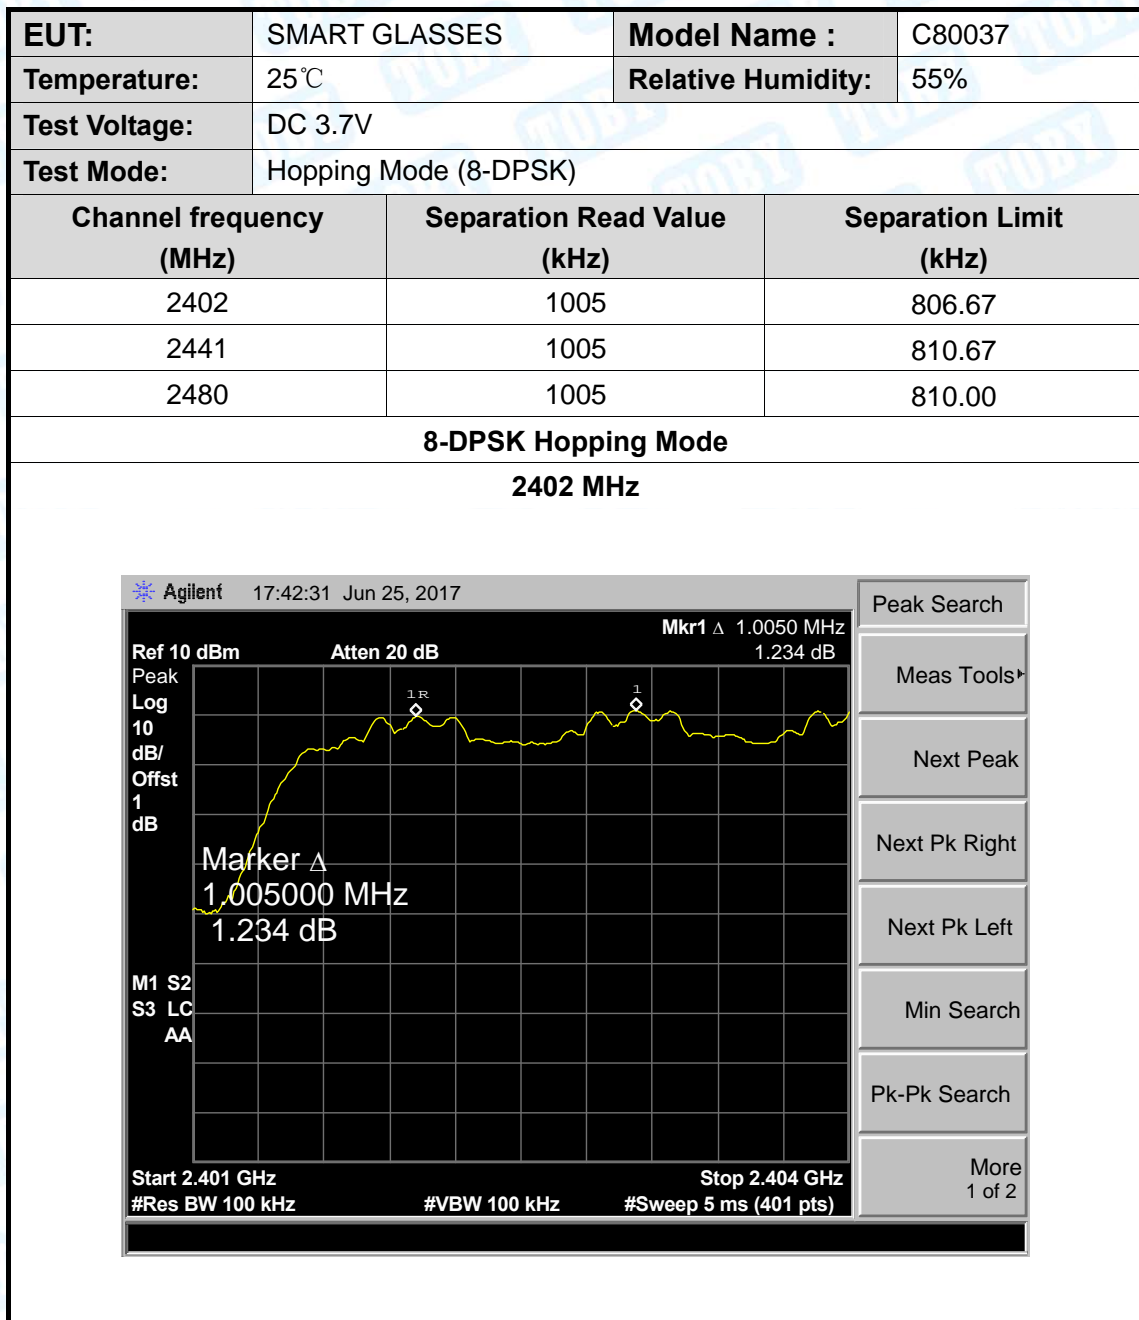 EUT: SMART GLASSES Model Name : C80037
Temperature: 25℃ Relative Humidity: 55%
Test Voltage: DC 3.7V
Test Mode: Hopping Mode (8-DPSK)
Channel frequency Separation Read Value Separation Limit
(MHz) (kHz) (kHz)
2402 1005 806.67
2441 1005 810.67
2480 1005 810.00
8-DPSK Hopping Mode
2402 MHz
Agilent 17:42:31 Jun 25, 2017
Peak Search
Mkr1 Δ 1.0050 MHz
Ref 10 dBm Atten 20 dB 1.234 dB
Peak
Log
10
dB/
Offst
1
dB
1R
1
Marker Δ
1.005000 MHz
1.234 dB
M1 S2
S3 LC
AA
Start 2.401 GHz Stop 2.404 GHz
#Res BW 100 kHz #VBW 100 kHz #Sweep 5 ms (401 pts)
Meas Tools
Next Peak
Next Pk Right
Next Pk Left
Min Search
Pk-Pk Search
More
1 of 2
TOBY
TOBY
TOBY
TOBY
TOBY